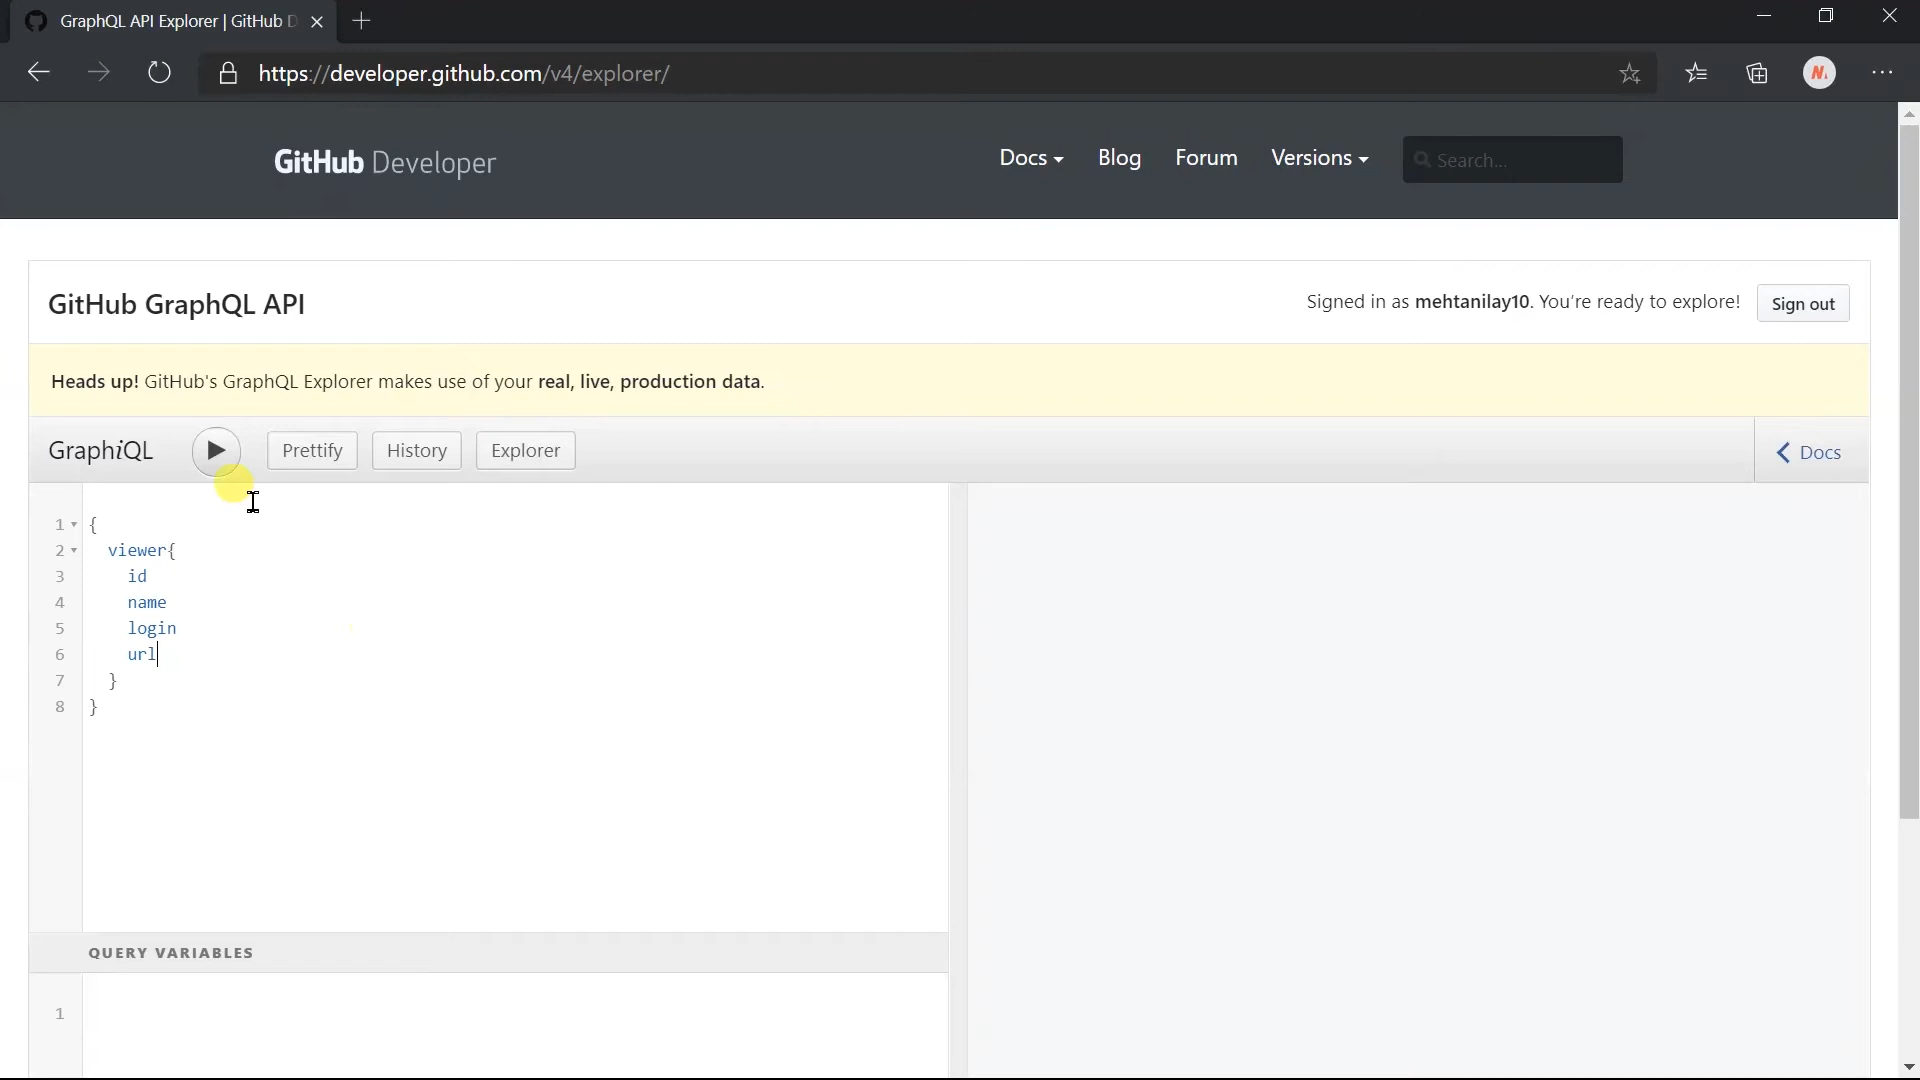 GraphQL API Explorer | GitHub D
https://developer.github.com/v4/explorer/
N.
GitHub Developer
Docs
Blog
Forum
Versions
Search...
GitHub GraphQL API
Signed in as mehtanilay10. You're ready to explore!
Sign out
Heads up! GitHub's GraphQL Explorer makes use of your real, live, production data.
GraphiQL
Prettify
History
Explorer
Docs
1 {
2 viewer{
3 id
4 name
5 login
6 url
7 }
8 }
QUERY VARIABLES
1